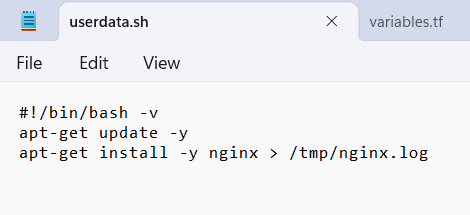 userdata.sh
variables.tf
File
Edit
View
#!/bin/bash -v
apt-get update -y
apt-get install -y nginx > /tmp/nginx.log